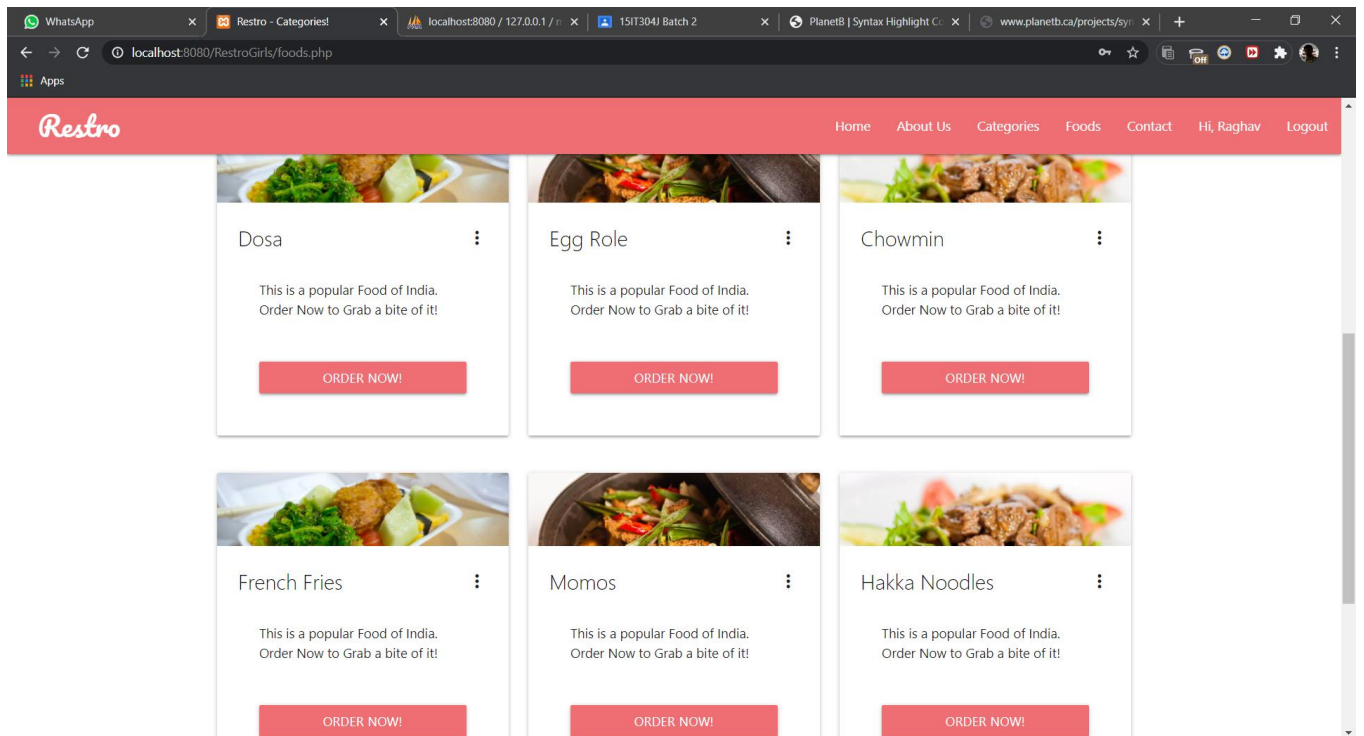 WhatsApp
Restro - Categories!
localhost:8080 / 127.0.0.1 /
15IT304J Batch 2
PlanetB | Syntax Highlight
www.planetb.ca/projects/syn
localhost:8080/RestroGirls/foods.php
Off
Apps
Restro
Home About Us Categories Foods Contact Hi, Raghav Logout
Dosa
Egg Role
Chowmin
This is a popular Food of India.
Order Now to Grab a bite of it!
This is a popular Food of India.
Order Now to Grab a bite of it!
This is a popular Food of India.
Order Now to Grab a bite of it!
ORDER NOW!
ORDER NOW!
ORDER NOW!
French Fries
Momos
Hakka Noodles
This is a popular Food of India.
Order Now to Grab a bite of it!
This is a popular Food of India.
Order Now to Grab a bite of it!
This is a popular Food of India.
Order Now to Grab a bite of it!
ORDER NOW!
ORDER NOW!
ORDER NOW!